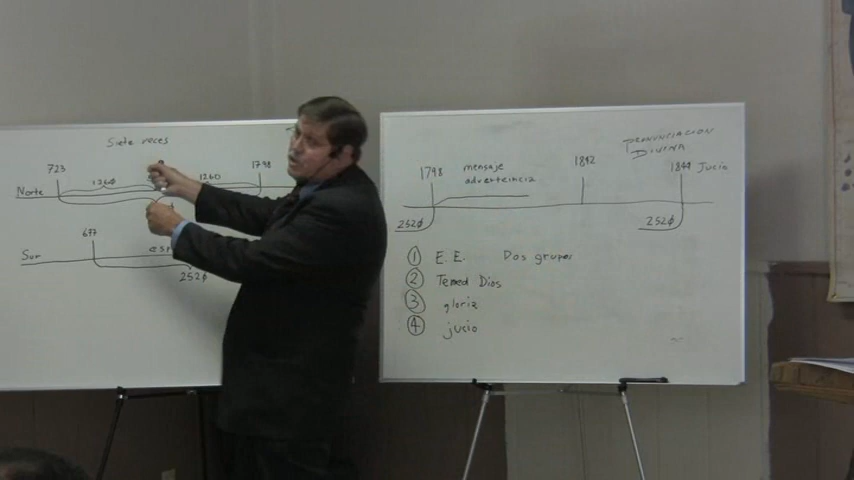 Siete veces
723
1260
1260
1798
Norte
677
Sur
2520
PRONUNCIACION
DIVINA
1798
mensaje
advertencia
1842
1844 Jucio
2520
2520
1 E. E. Dos grupos
2 Temed Dios
3 gloria
4 jucio